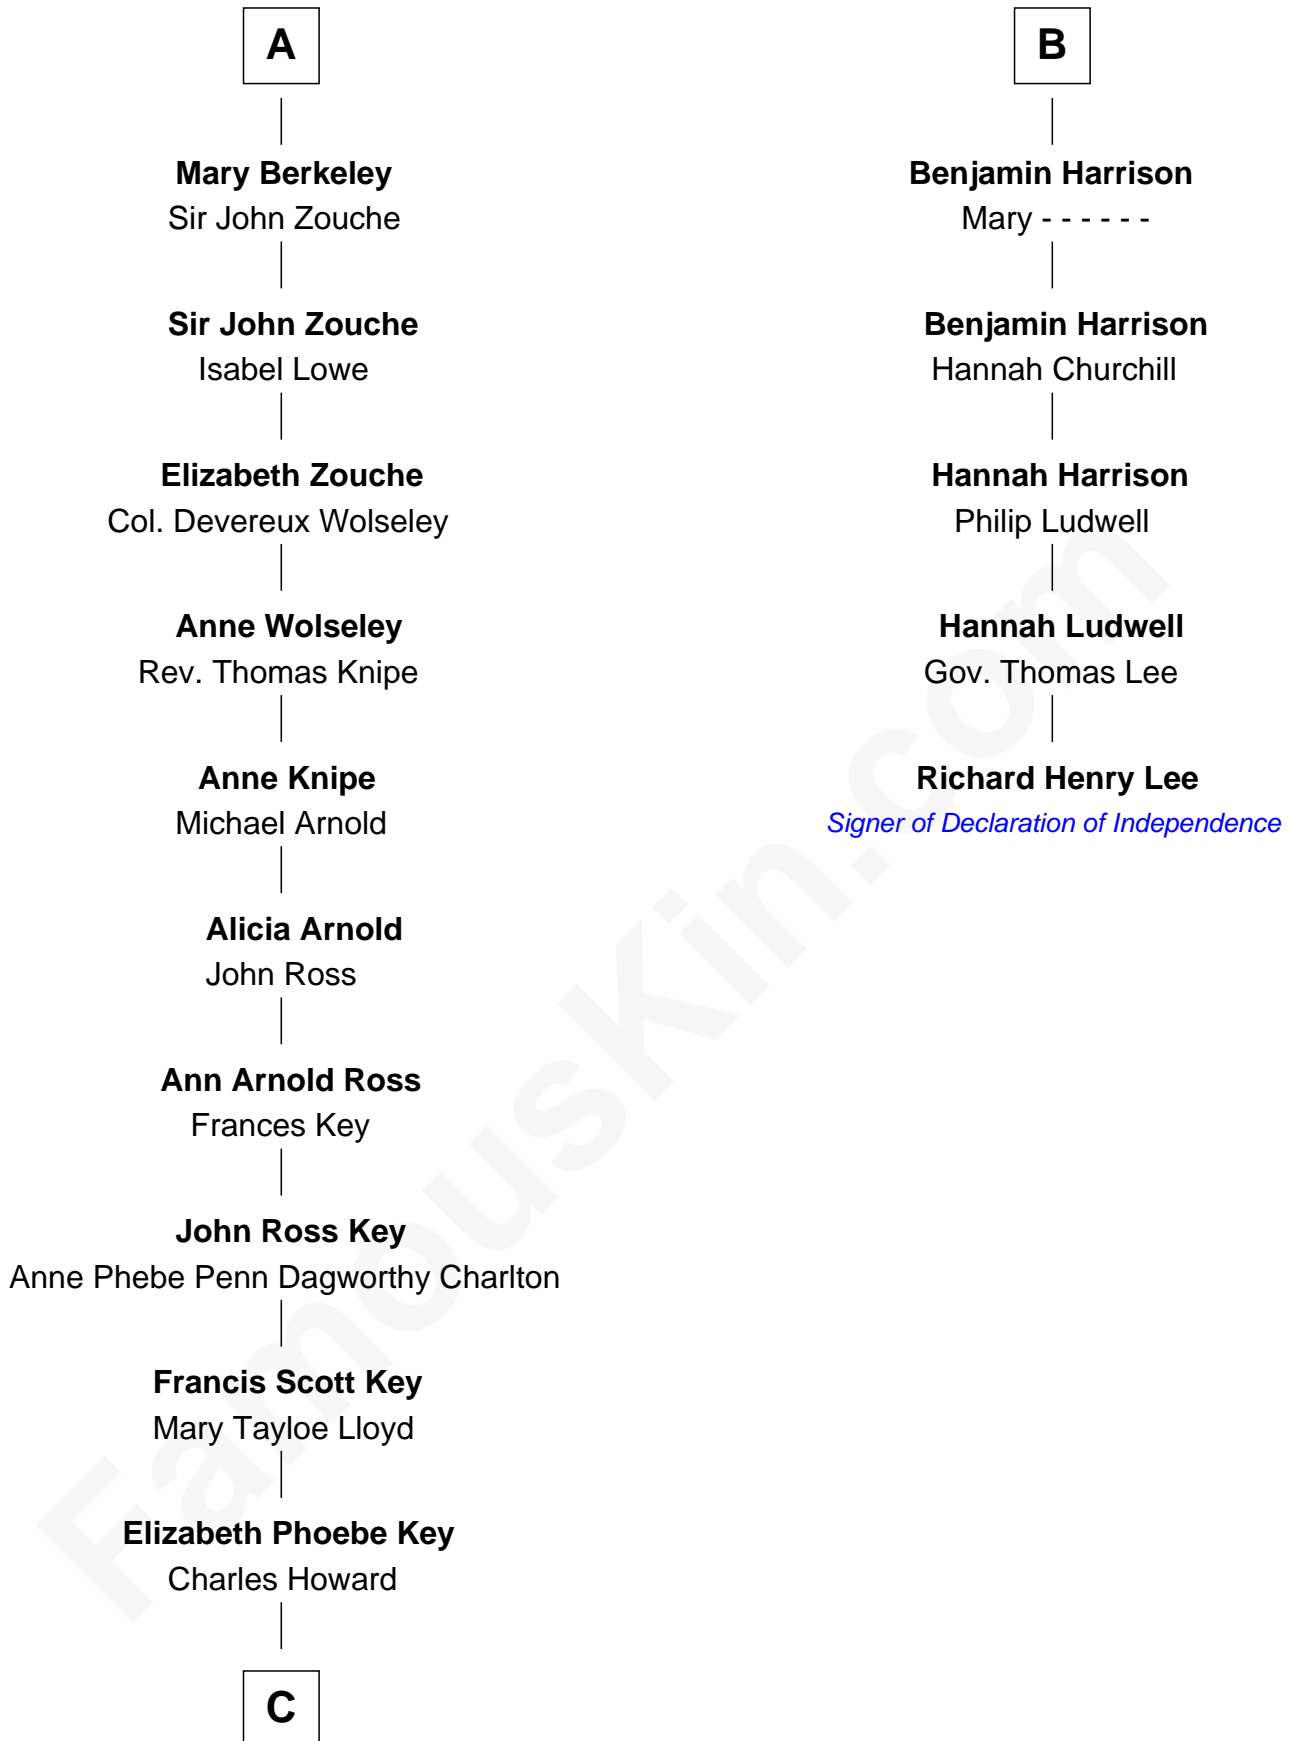 A
Mary Berkeley
Sir John Zouche
Sir John Zouche
Isabel Lowe
Elizabeth Zouche
Col. Devereux Wolseley
Anne Wolseley
Rev. Thomas Knipe
Anne Knipe
Michael Arnold
Alicia Arnold
John Ross
Ann Arnold Ross
Frances Key
John Ross Key
Anne Phebe Penn Dagworthy Charlton
Francis Scott Key
Mary Tayloe Lloyd
Elizabeth Phoebe Key
Charles Howard
C
B
Benjamin Harrison
Mary - - - - - -
Benjamin Harrison
Hannah Churchill
Hannah Harrison
Philip Ludwell
Hannah Ludwell
Gov. Thomas Lee
Richard Henry Lee
Signer of Declaration of Independence
FamousKin.com